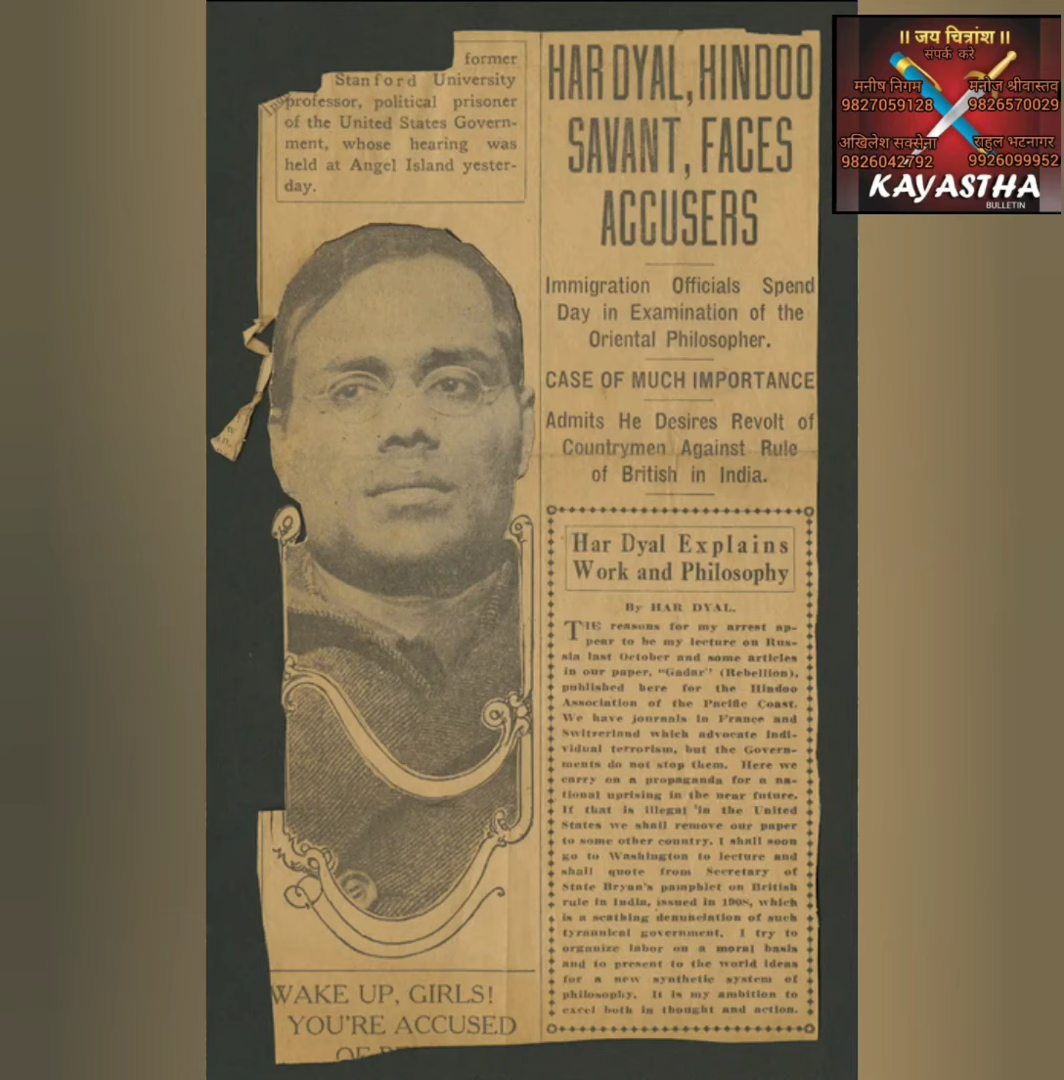 former
Stanford University
professor, political prisoner
of the United States Govern-
ment, whose hearing was
held at Angel Island yester-
day.
HAR DYAL, HINDOO
SAVANT, FACES
ACCUSERS
Immigration Officials Spend
Day in Examination of the
Oriental Philosopher.
CASE OF MUCH IMPORTANCE
Admits He Desires Revolt of
Countrymen Against Rule
of British in India.
Har Dyal Explains
Work and Philosophy
By HAR DYAL.
THE reasons for my arrest ap-
pear to be my lecture on Rus-
sia last October and some articles
in our paper, "Gadar" (Rebellion),
published here for the Hindoo
Association of the Pacific Coast.
We have journals in France and
Switzerland which advocate indi-
vidual terrorism, but the Govern-
ments do not stop them. Here we
carry on a propaganda for a na-
tional uprising in the near future.
If that is illegal in the United
States we shall remove our paper
to some other country. I shall soon
go to Washington to lecture and
shall quote from Secretary of
State Bryan's pamphlet on British
rule in India, issued in 1908, which
is a scathing denunciation of such
tyrannical government. I try to
organize labor on a moral basis
and to present to the world ideas
for a new synthetic system of
philosophy. It is my ambition to
excel both in thought and action.
WAKE UP, GIRLS!
YOU'RE ACCUSED
OF
॥ जय चित्रांश ॥
संपर्क करे
मनीष निगम
9827059128
मनोज श्रीवास्तव
9826570029
अखिलेश सक्सेना
9826042792
राहुल भटनागर
9926099952
KAYASTHA
BULLETIN